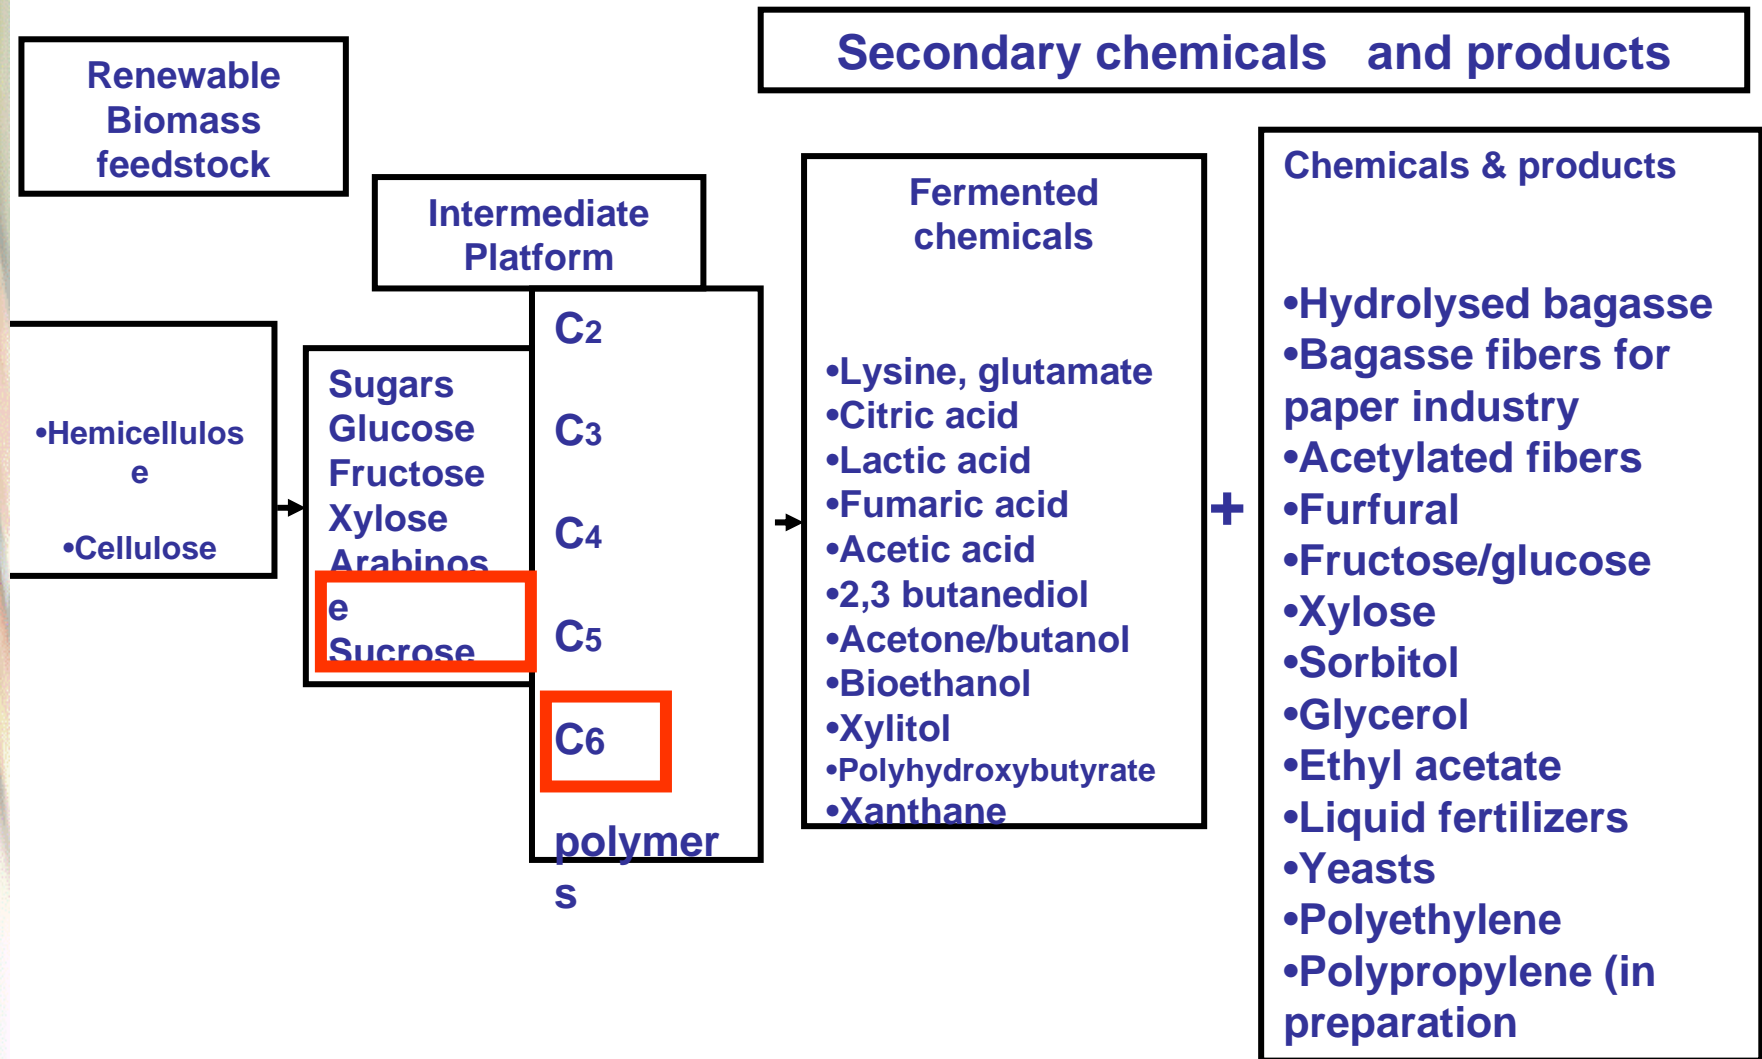 Secondary chemicals and products
Renewable
Biomass
feedstock
Intermediate
Platform
•Hemicellulos
e
•Cellulose
Sugars
Glucose
Fructose
Xylose
Arabinos
e
Sucrose
C2
C3
C4
C5
C6
polymer
s
Fermented
chemicals
•Lysine, glutamate
•Citric acid
•Lactic acid
•Fumaric acid
•Acetic acid
•2,3 butanediol
•Acetone/butanol
•Bioethanol
•Xylitol
•Polyhydroxybutyrate
•Xanthane
+
Chemicals & products
•Hydrolysed bagasse
•Bagasse fibers for
paper industry
•Acetylated fibers
•Furfural
•Fructose/glucose
•Xylose
•Sorbitol
•Glycerol
•Ethyl acetate
•Liquid fertilizers
•Yeasts
•Polyethylene
•Polypropylene (in
preparation